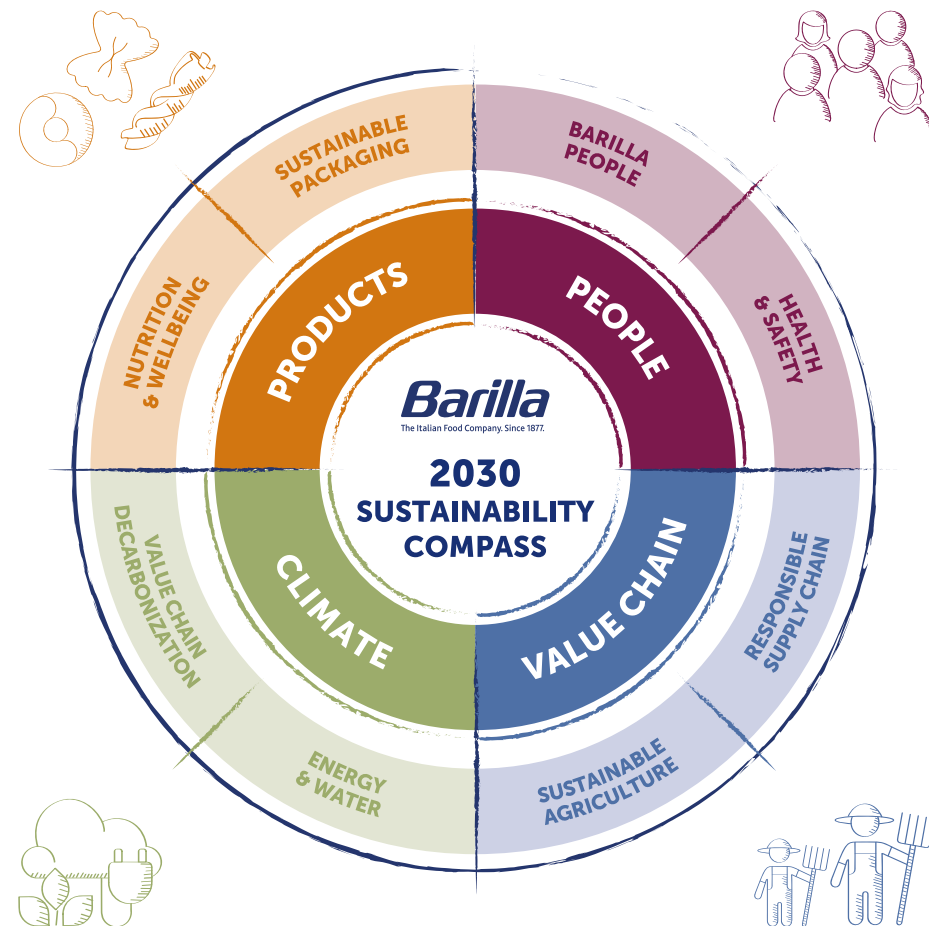 Barilla
The Italian Food Company. Since 1877.
2030
SUSTAINABILITY
COMPASS
PRODUCTS
SUSTAINABLE
PACKAGING
NUTRITION
& WELLBEING
PEOPLE
BARILLA
PEOPLE
HEALTH
& SAFETY
VALUE CHAIN
RESPONSIBLE
SUPPLY CHAIN
SUSTAINABLE
AGRICULTURE
CLIMATE
ENERGY
& WATER
VALUE CHAIN
DECARBONIZATION